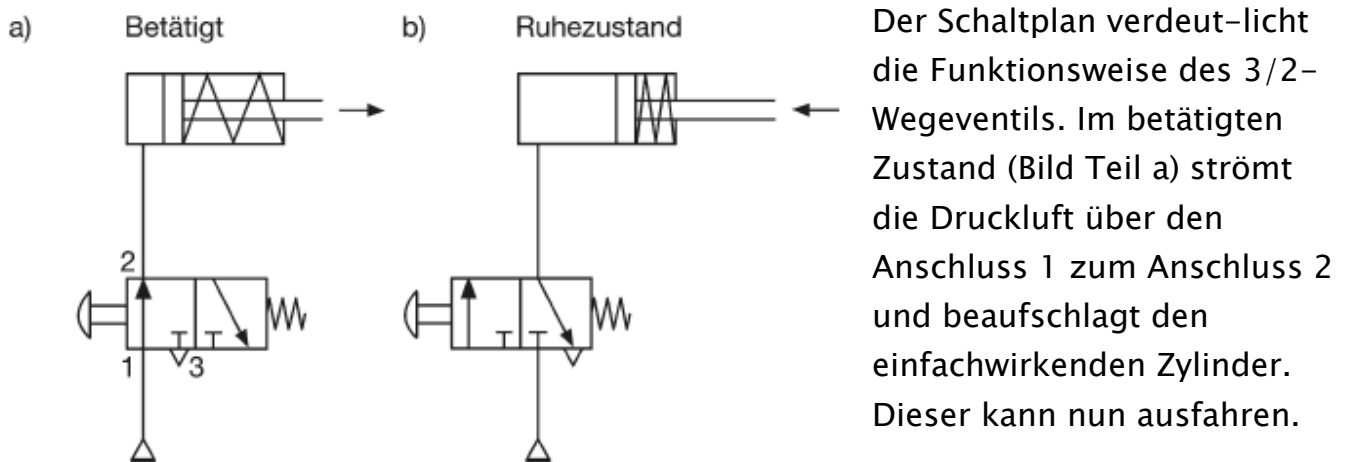 a) Betätigt b) Ruhezustand
2
1 3
Der Schaltplan verdeut-licht
die Funktionsweise des 3/2-
Wegeventils. Im betätigten
Zustand (Bild Teil a) strömt
die Druckluft über den
Anschluss 1 zum Anschluss 2
und beaufschlagt den
einfachwirkenden Zylinder.
Dieser kann nun ausfahren.